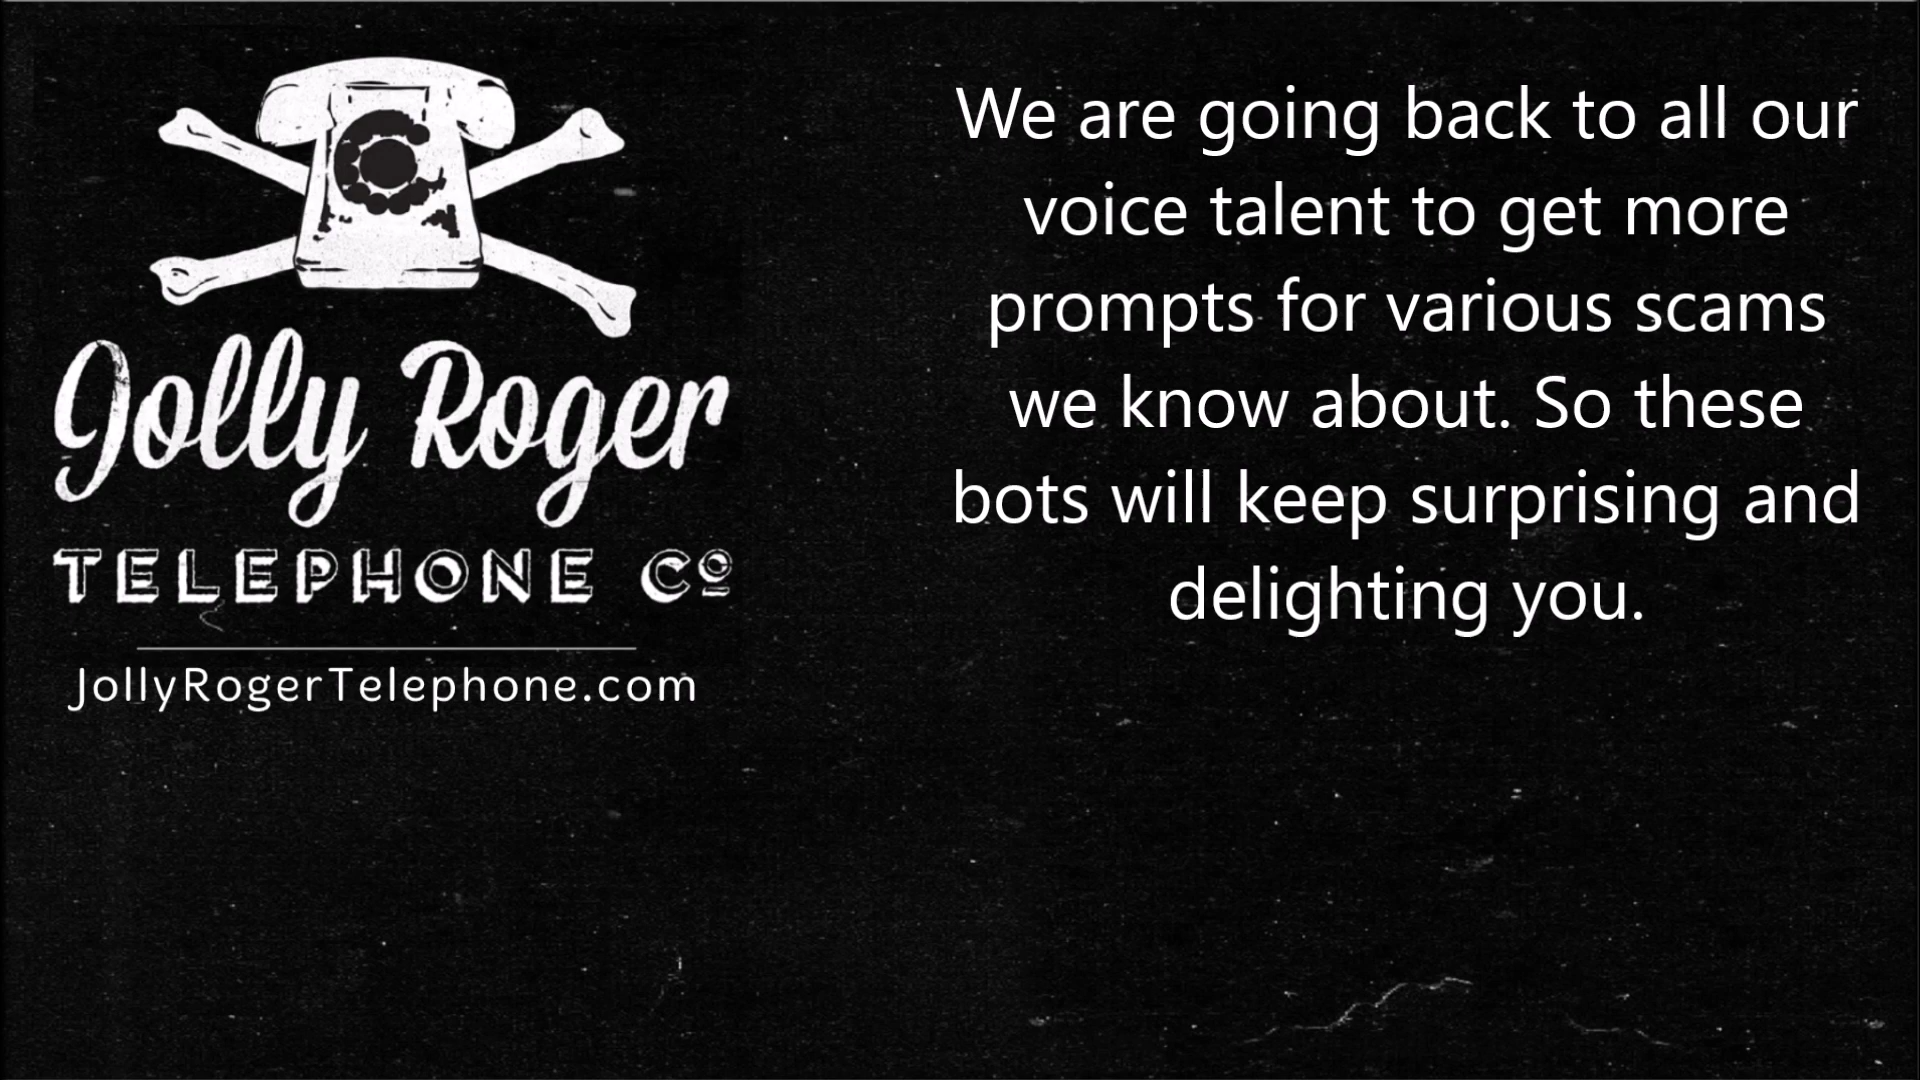 Jolly Roger
TELEPHONE Cº
JollyRogerTelephone.com
We are going back to all our
voice talent to get more
prompts for various scams
we know about. So these
bots will keep surprising and
delighting you.